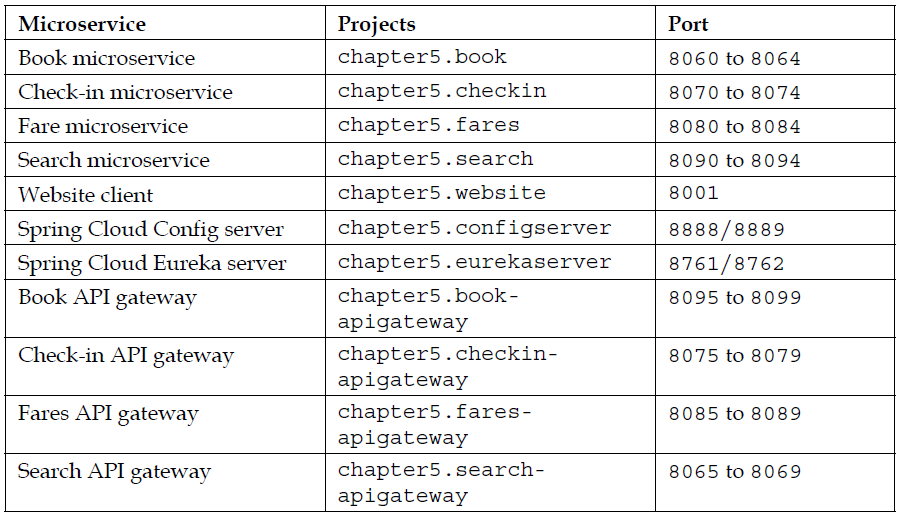 Microservice Projects Port
Book microservice chapter5.book 8060 to 8064
Check-in microservice chapter5.checkin 8070 to 8074
Fare microservice chapter5.fares 8080 to 8084
Search microservice chapter5.search 8090 to 8094
Website client chapter5.website 8001
Spring Cloud Config server chapter5.configserver 8888/8889
Spring Cloud Eureka server chapter5.eurekaserver 8761/8762
Book API gateway chapter5.book- 8095 to 8099
apigateway
Check-in API gateway chapter5.checkin- 8075 to 8079
apigateway
Fares API gateway chapter5.fares- 8085 to 8089
apigateway
Search API gateway chapter5.search- 8065 to 8069
apigateway